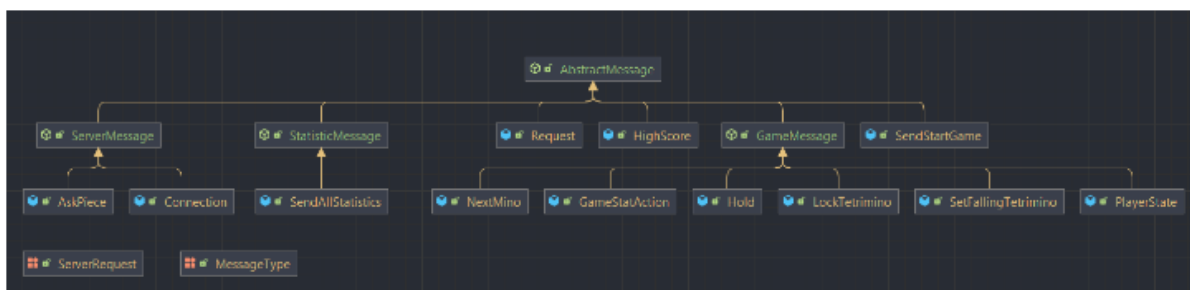 AbstractMessage
ServerMessage StatisticMessage Request HighScore GameMessage SendStartGame
AskPiece Connection SendAllStatistics NextMino GameStatAction Hold LockTetrimino SetFallingTetrimino PlayerState
ServerRequest MessageType